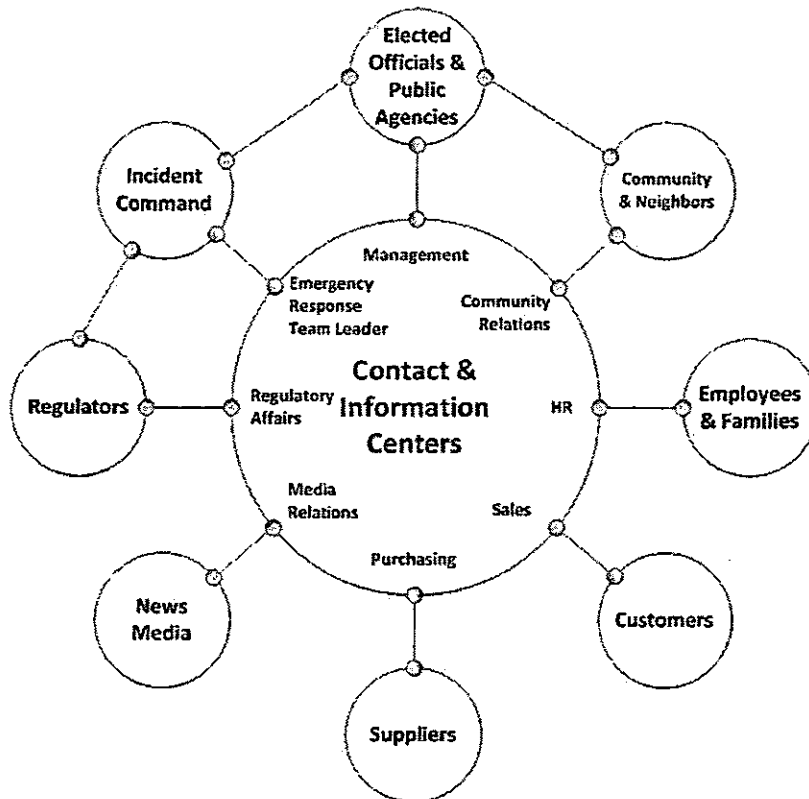 Elected
Officials &
Public
Agencies
Incident
Command
Community
& Neighbors
Management
Emergency
Response
Team Leader
Community
Relations
Contact &
Information
Centers
Regulators
Regulatory
Affairs
HR
Employees
& Families
Media
Relations
Sales
Purchasing
News
Media
Customers
Suppliers